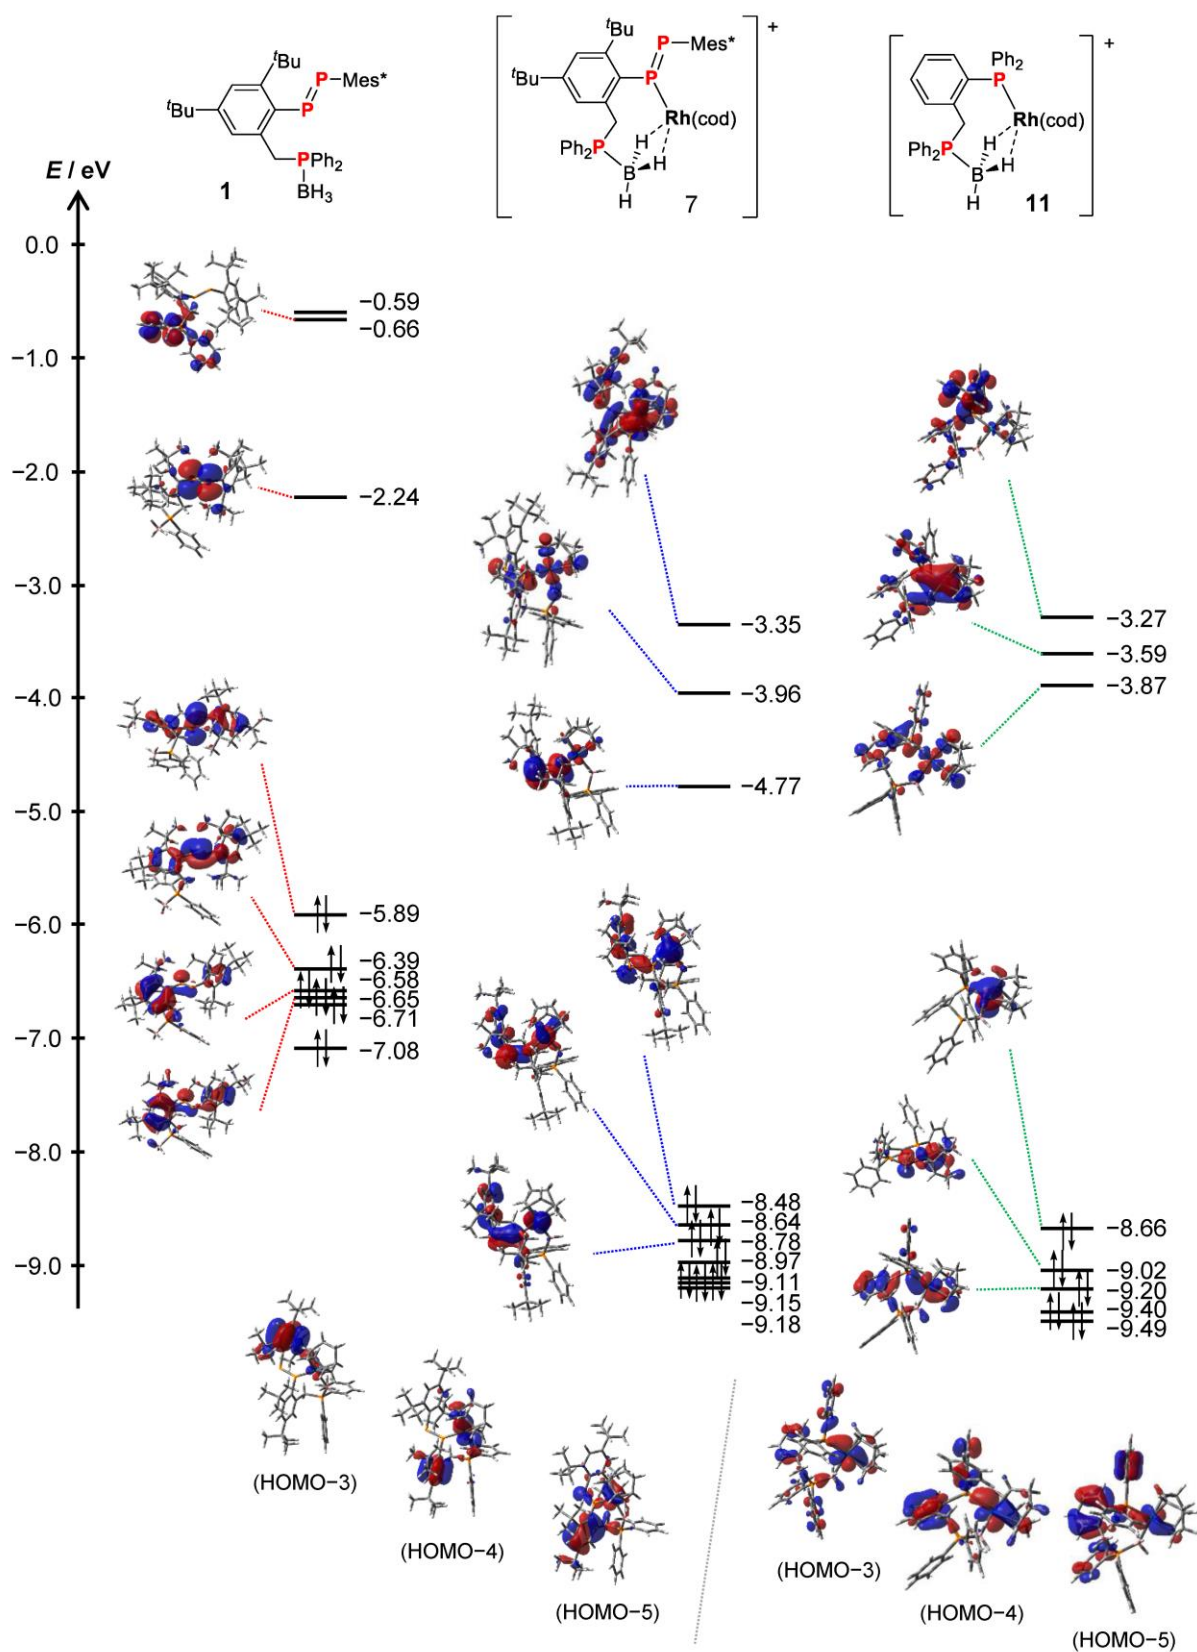 tBu
tBu
P
P
Mes*
PPh2
BH3
1
tBu
tBu
P
Mes*
P
Rh(cod)
Ph2P
H
H
B
H
7
+
Ph2
P
Rh(cod)
Ph2P
H
H
B
H
11
+
E / eV
0.0
−1.0
−2.0
−3.0
−4.0
−5.0
−6.0
−7.0
−8.0
−9.0
−0.59
−0.66
−2.24
−5.89
−6.39
−6.58
−6.65
−6.71
−7.08
−3.35
−3.96
−4.77
−8.48
−8.64
−8.78
−8.97
−9.11
−9.15
−9.18
−3.27
−3.59
−3.87
−8.66
−9.02
−9.20
−9.40
−9.49
(HOMO−3)
(HOMO−4)
(HOMO−5)
(HOMO−3)
(HOMO−4)
(HOMO−5)